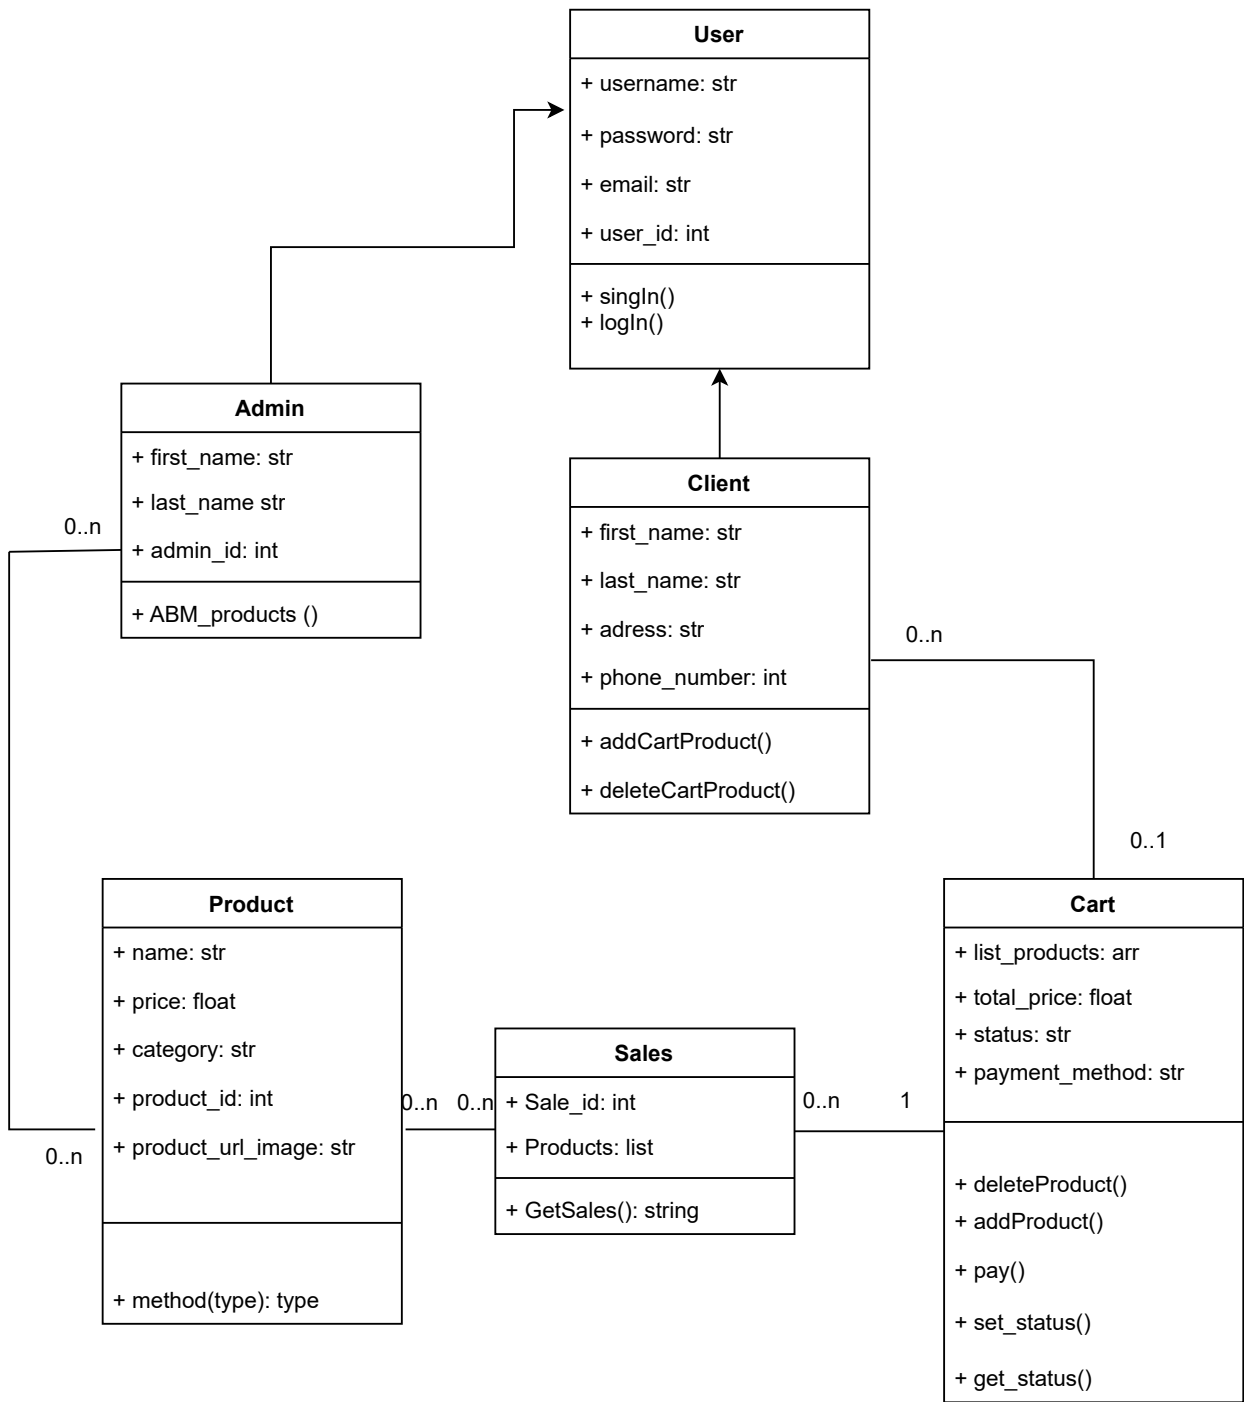 User
+ username: str
+ password: str
+ email: str
+ user_id: int
+ singIn()
+ logIn()
Admin
+ first_name: str
+ last_name str
+ admin_id: int
+ ABM_products ()
0..n
Client
+ first_name: str
+ last_name: str
+ adress: str
+ phone_number: int
+ addCartProduct()
+ deleteCartProduct()
0..n
0..1
Product
+ name: str
+ price: float
+ category: str
+ product_id: int
+ product_url_image: str
+ method(type): type
0..n
0..n 0..n
Sales
+ Sale_id: int
+ Products: list
+ GetSales(): string
0..n 1
Cart
+ list_products: arr
+ total_price: float
+ status: str
+ payment_method: str
+ deleteProduct()
+ addProduct()
+ pay()
+ set_status()
+ get_status()